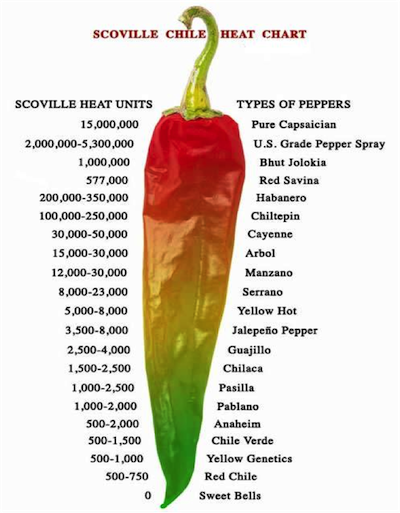 SCOVILLE CHILE HEAT CHART
SCOVILLE HEAT UNITS TYPES OF PEPPERS
15,000,000 Pure Capsaician
2,000,000-5,300,000 U.S. Grade Pepper Spray
1,000,000 Bhut Jolokia
577,000 Red Savina
200,000-350,000 Habanero
100,000-250,000 Chiltepin
30,000-50,000 Cayenne
15,000-30,000 Arbol
12,000-30,000 Manzano
8,000-23,000 Serrano
5,000-8,000 Yellow Hot
3,500-8,000 Jalepeño Pepper
2,500-4,000 Guajillo
1,500-2,500 Chilaca
1,000-2,500 Pasilla
1,000-2,000 Pablano
500-2,000 Anaheim
500-1,500 Chile Verde
500-1,000 Yellow Genetics
500-750 Red Chile
0 Sweet Bells